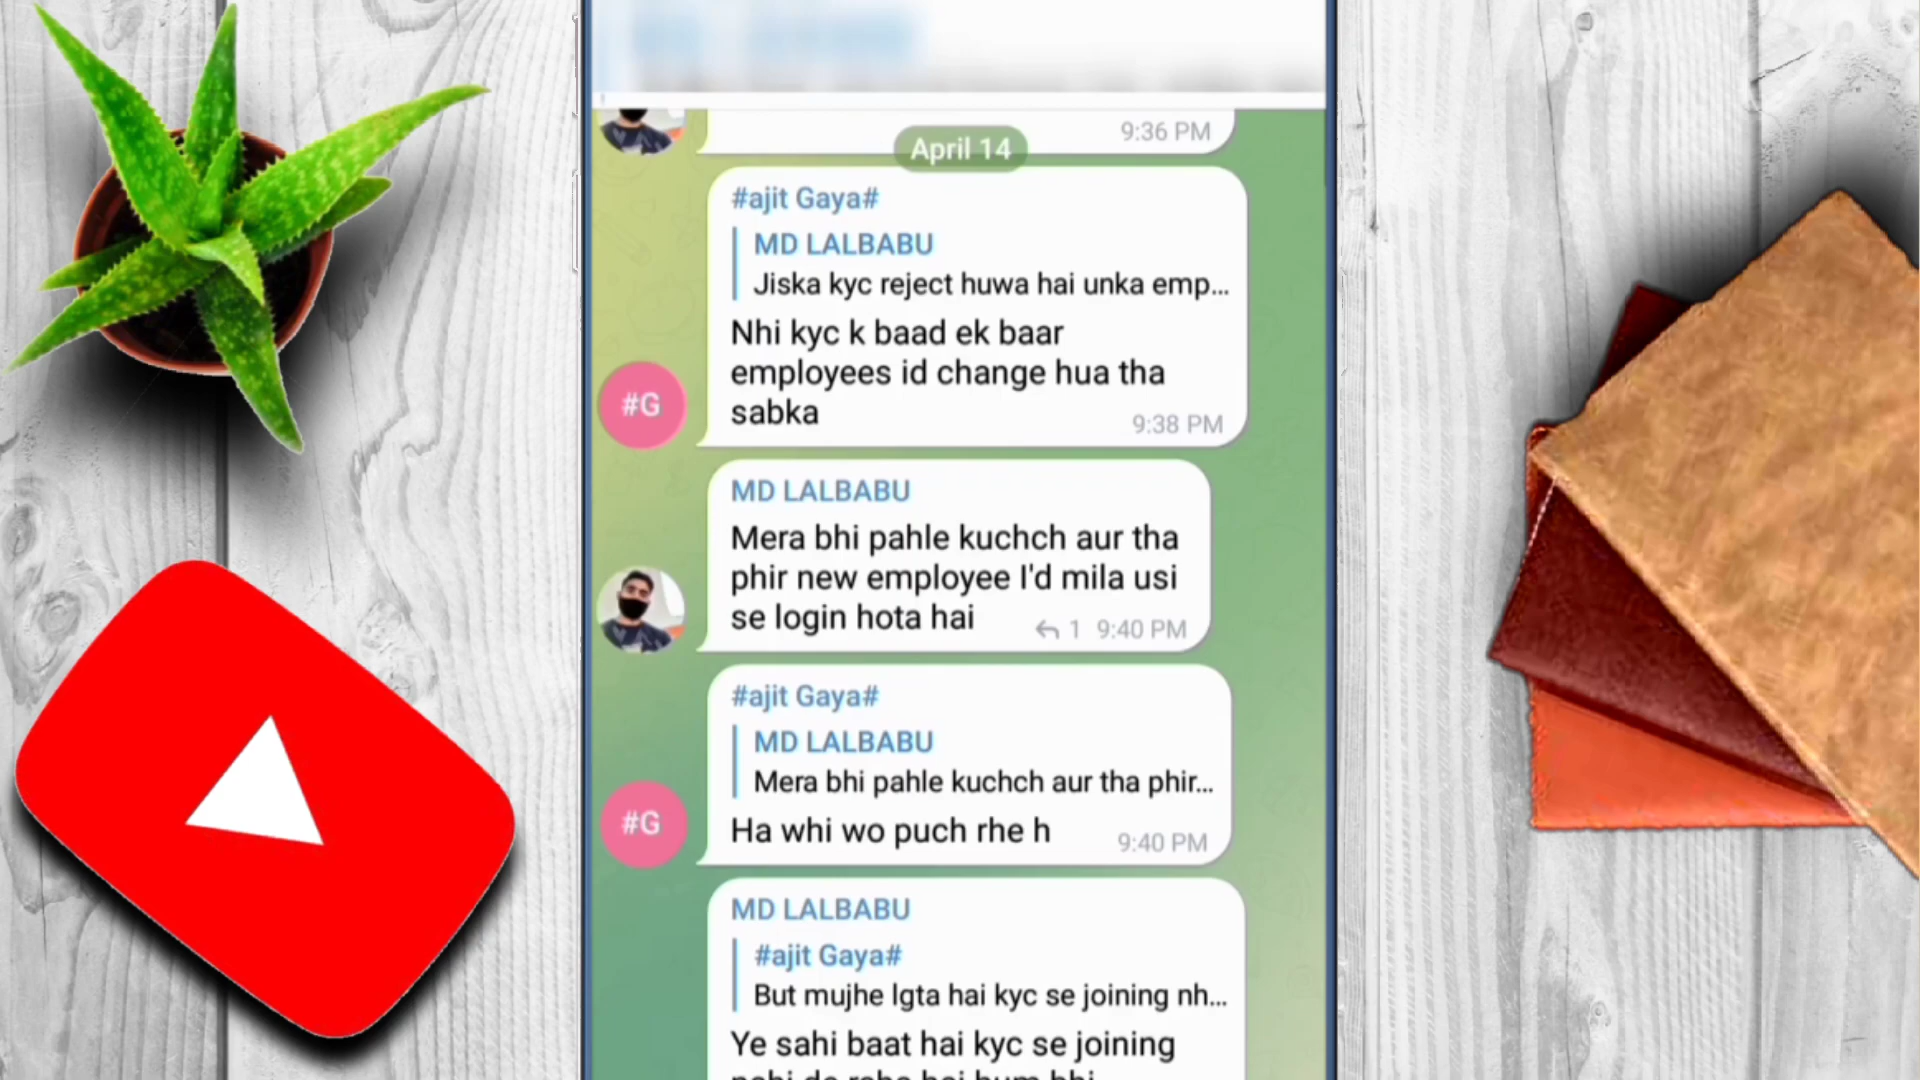 9:36 PM
April 14
#ajit Gaya#
MD LALBABU
Jiska kyc reject huwa hai unka emp...
Nhi kyc k baad ek baar
employees id change hua tha
sabka
9:38 PM
#G
MD LALBABU
Mera bhi pahle kuchch aur tha
phir new employee I'd mila usi
se login hota hai
1 9:40 PM
#ajit Gaya#
MD LALBABU
Mera bhi pahle kuchch aur tha phir...
Ha whi wo puch rhe h
9:40 PM
#G
MD LALBABU
#ajit Gaya#
But mujhe lgta hai kyc se joining nh...
Ye sahi baat hai kyc se joining